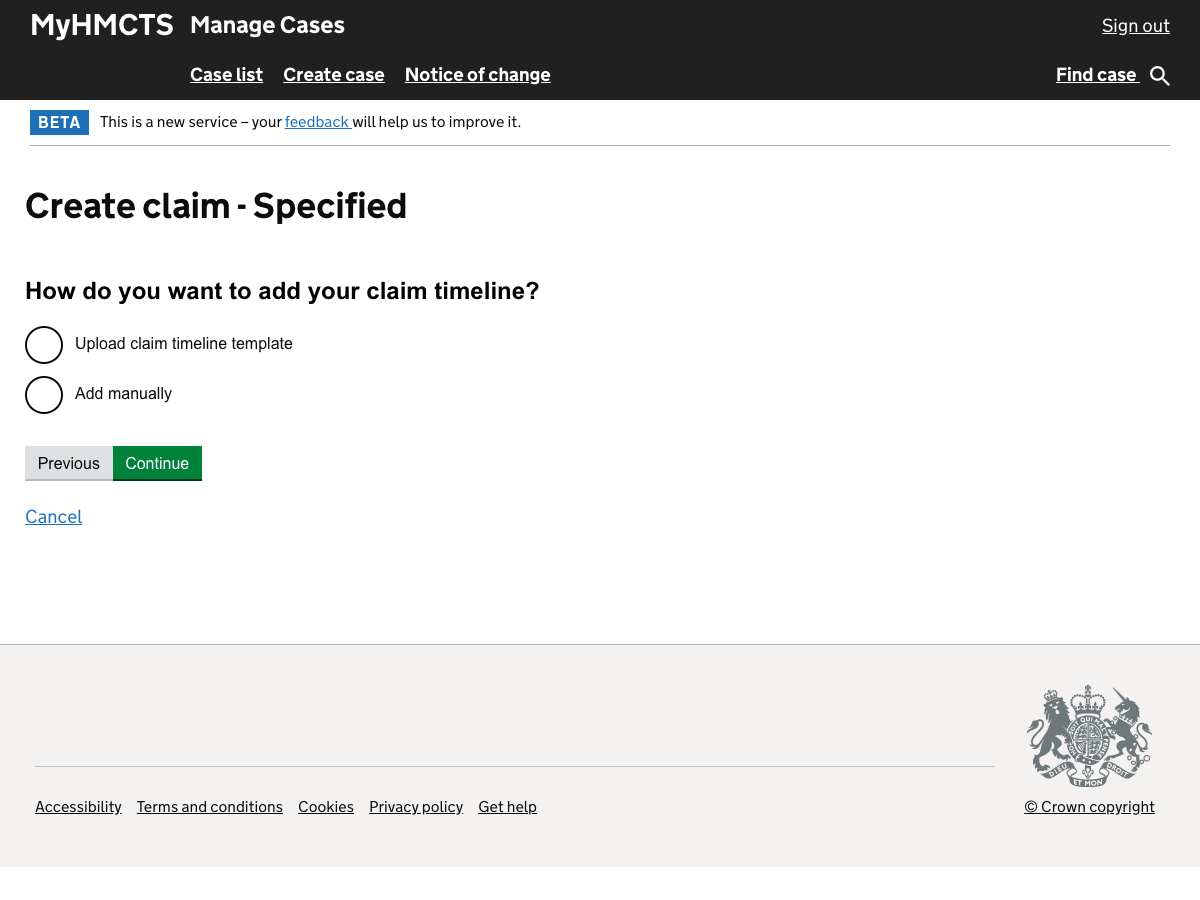 MyHMCTS Manage Cases Sign out
Case list Create case Notice of change Find case
BETA This is a new service – your feedback will help us to improve it.
Create claim - Specified
How do you want to add your claim timeline?
Upload claim timeline template
Add manually
Previous Continue
Cancel
DIEU ET MON DROIT
Accessibility Terms and conditions Cookies Privacy policy Get help © Crown copyright